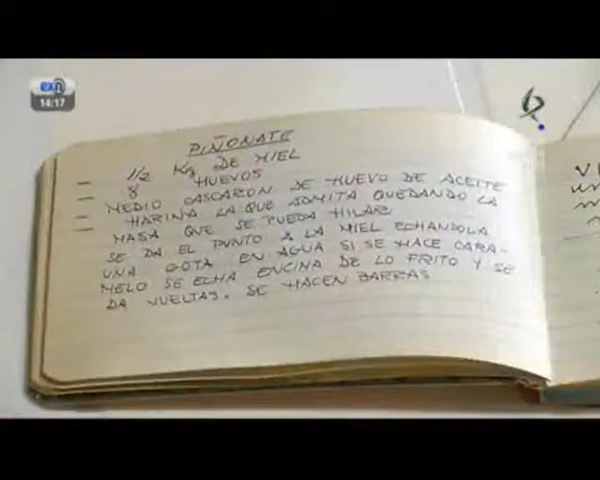 exn
14:17
PIÑONATE
— 1/2 Kg DE MIEL
— 8 HUEVOS
— MEDIO CASCARON DE HUEVO DE ACEITE
— HARINA LA QUE ADMITA QUEDANDO LA
MASA QUE SE PUEDA HILAR
SE DA EL PUNTO A LA MIEL ECHANDOLA
UNA GOTA EN AGUA SI SE HACE CARA-
MELO SE ECHA ENCINA DE LO FRITO Y SE
DA VUELTAS. SE HACEN BARRAS